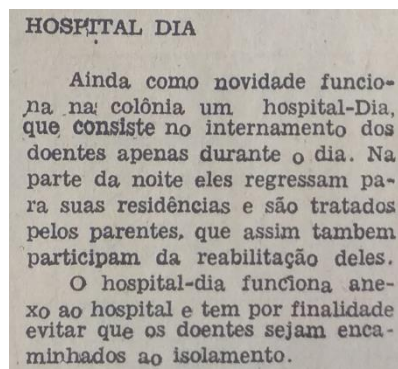 HOSPITAL DIA
Ainda como novidade funcio-
na na colônia um hospital-Dia,
que consiste no internamento dos
doentes apenas durante o dia. Na
parte da noite eles regressam pa-
ra suas residências e são tratados
pelos parentes, que assim tambem
participam da reabilitação deles.
O hospital-dia funciona ane-
xo ao hospital e tem por finalidade
evitar que os doentes sejam enca-
minhados ao isolamento.